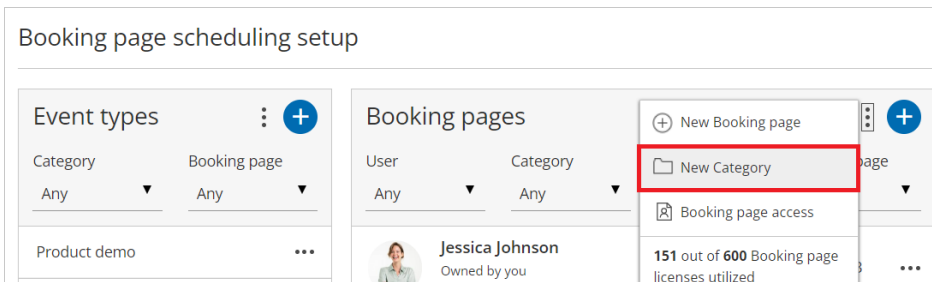 Booking page scheduling setup
Event types
Category Booking page
Any Any
Product demo
Booking pages
User Category
Any Any
Jessica Johnson
Owned by you
New Booking page
New Category
Booking page access
151 out of 600 Booking page
licenses utilized